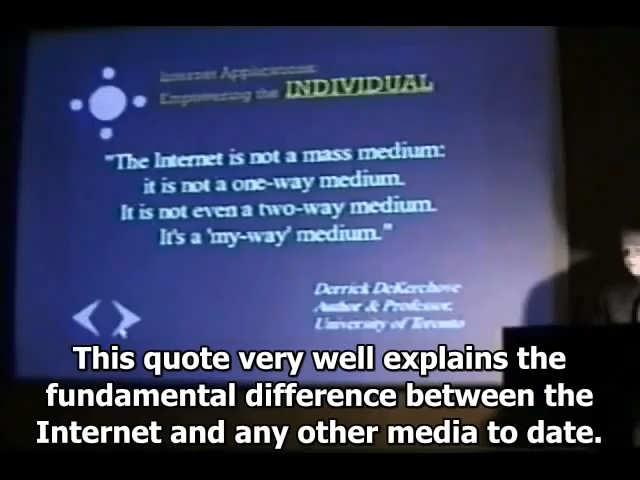 Internet Applications:
Empowering the INDIVIDUAL
"The Internet is not a mass medium:
it is not a one-way medium.
It is not even a two-way medium.
It's a 'my-way' medium."
Derrick DeKerchove
Author & Professor,
University of Toronto
This quote very well explains the
fundamental difference between the
Internet and any other media to date.